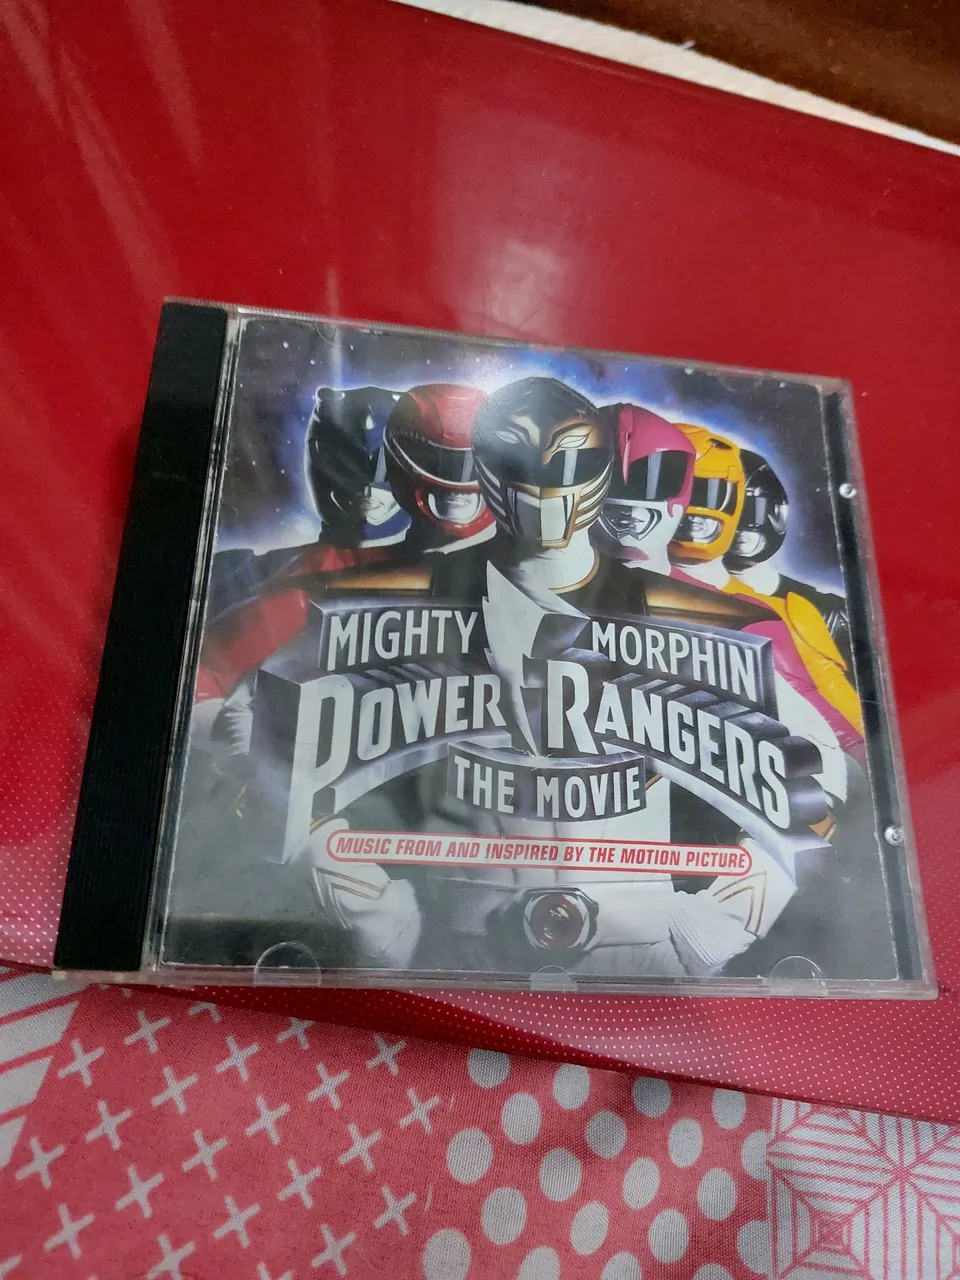 MIGHTY MORPHIN
POWER RANGERS
THE MOVIE
MUSIC FROM AND INSPIRED BY THE MOTION PICTURE